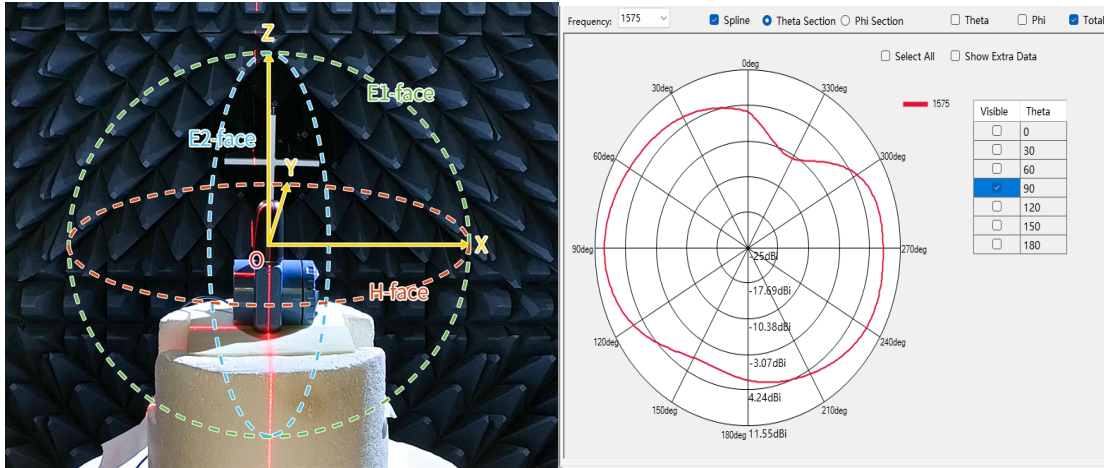 Z
E1-face
E2-face
Y
X
O
H-face
Frequency: 1575 Spline Theta Section Phi Section Theta Phi Total
Select All Show Extra Data
0deg
30deg 330deg
1575
60deg 300deg
90deg 270deg
-25dBi
-17.69dBi
-10.38dBi
120deg 240deg
-3.07dBi
4.24dBi
150deg 210deg
180deg 11.55dBi
Visible Theta
0
30
60
90
120
150
180